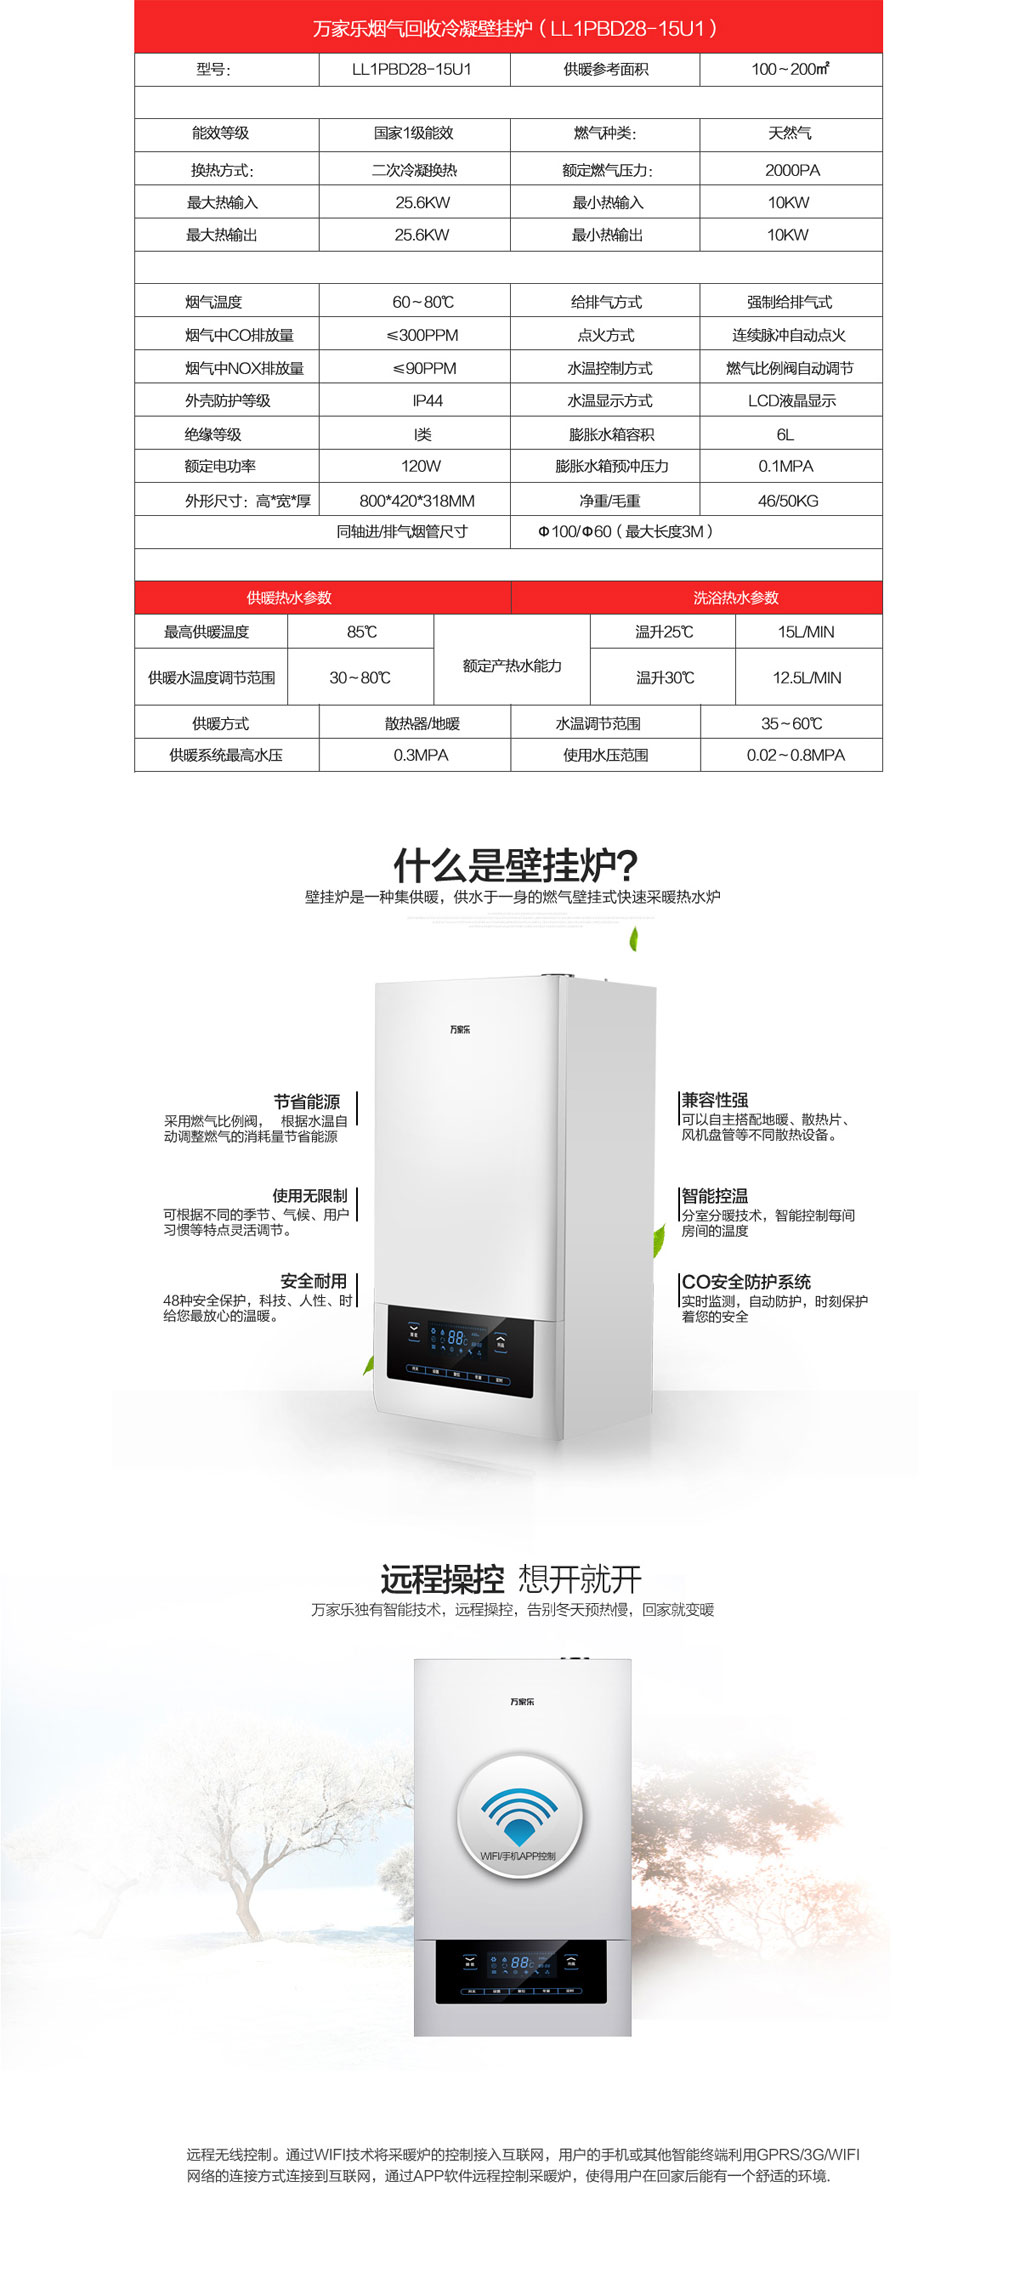 万家乐烟气回收冷凝壁挂炉（LL1PBD28-15U1）
型号： LL1PBD28-15U1 供暖参考面积 100~200㎡
能效等级 国家1级能效 燃气种类： 天然气
换热方式： 二次冷凝换热 额定燃气压力： 2000PA
最大热输入 25.6KW 最小热输入 10KW
最大热输出 25.6KW 最小热输出 10KW
烟气温度 60~80℃ 给排气方式 强制给排气式
烟气中CO排放量 ≤300PPM 点火方式 连续脉冲自动点火
烟气中NOX排放量 ≤90PPM 水温控制方式 燃气比例阀自动调节
外壳防护等级 IP44 水温显示方式 LCD液晶显示
绝缘等级 I类 膨胀水箱容积 6L
额定电功率 120W 膨胀水箱预冲压力 0.1MPA
外形尺寸：高*宽*厚 800*420*318MM 净重/毛重 46/50KG
同轴进/排气烟管尺寸 Φ100/Φ60（最大长度3M）
供暖热水参数 洗浴热水参数
最高供暖温度 85℃ 额定产热水能力 温升25℃ 15L/MIN
供暖水温度调节范围 30~80℃ 温升30℃ 12.5L/MIN
供暖方式 散热器/地暖 水温调节范围 35~60℃
供暖系统最高水压 0.3MPA 使用水压范围 0.02~0.8MPA
什么是壁挂炉?
壁挂炉是一种集供暖，供水于一身的燃气壁挂式快速采暖热水炉
万家乐
节省能源
采用燃气比例阀， 根据水温自
动调整燃气的消耗量节省能源
使用无限制
可根据不同的季节、气候、用户
习惯等特点灵活调节。
安全耐用
48种安全保护，科技、人性、时
给您最放心的温暖。
兼容性强
可以自主搭配地暖、散热片、
风机盘管等不同散热设备。
智能控温
分室分暖技术，智能控制每间
房间的温度
CO安全防护系统
实时监测，自动防护，时刻保护
着您的安全
88
远程操控 想开就开
万家乐独有智能技术，远程操控，告别冬天预热慢，回家就变暖
万家乐
WIFI/手机APP控制
88
远程无线控制。通过WIFI技术将采暖炉的控制接入互联网，用户的手机或其他智能终端利用GPRS/3G/WIFI
网络的连接方式连接到互联网，通过APP软件远程控制采暖炉，使得用户在回家后能有一个舒适的环境.